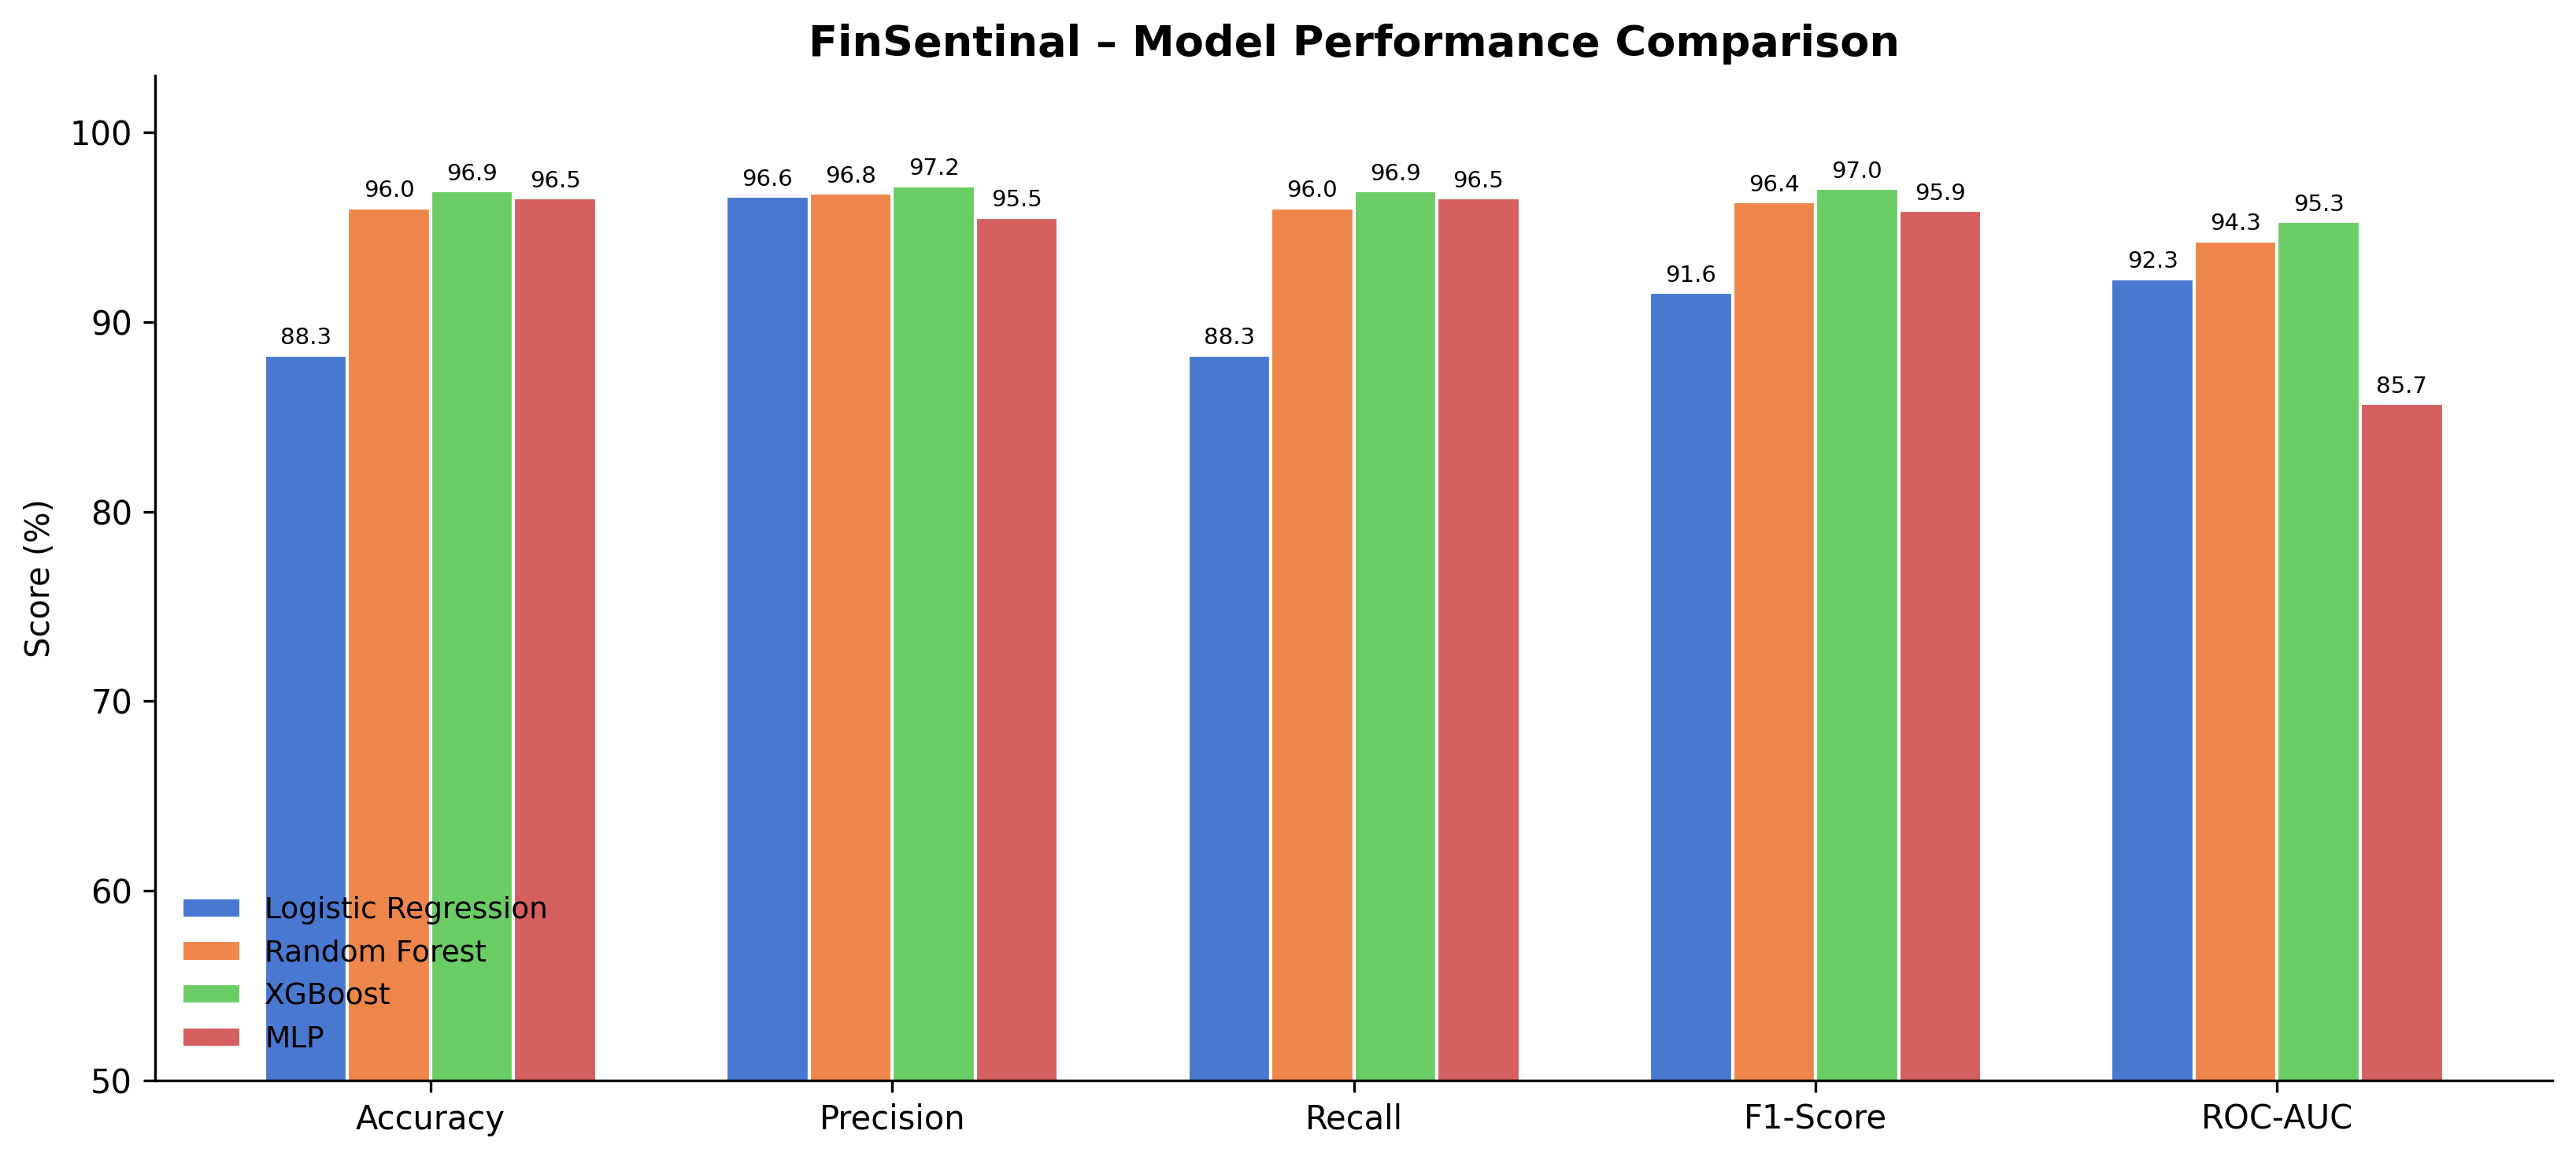 FinSentinal – Model Performance Comparison
Score (%)
100
90
80
70
60
50
88.3
96.0
96.9
96.5
96.6
96.8
97.2
95.5
88.3
96.0
96.9
96.5
91.6
96.4
97.0
95.9
92.3
94.3
95.3
85.7
Logistic Regression
Random Forest
XGBoost
MLP
Accuracy
Precision
Recall
F1-Score
ROC-AUC